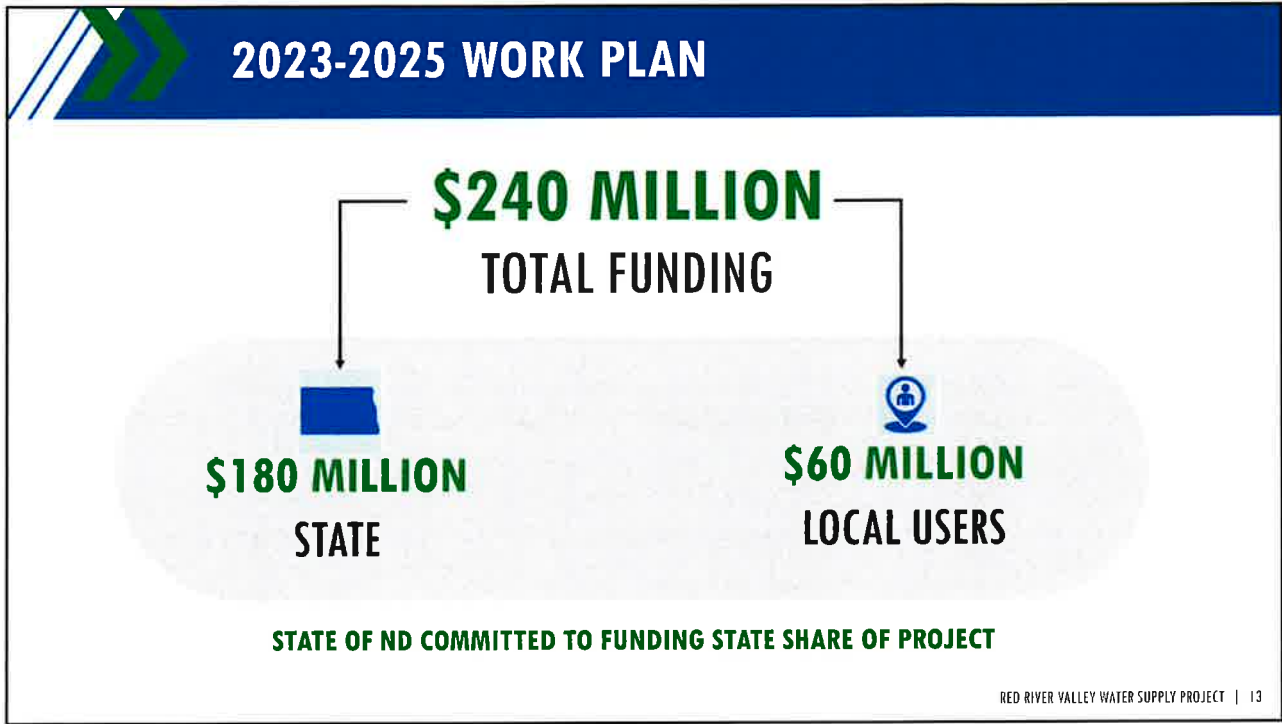 2023-2025 WORK PLAN
$240 MILLION
TOTAL FUNDING
$180 MILLION
STATE
$60 MILLION
LOCAL USERS
STATE OF ND COMMITTED TO FUNDING STATE SHARE OF PROJECT
RED RIVER VALLEY WATER SUPPLY PROJECT | 13